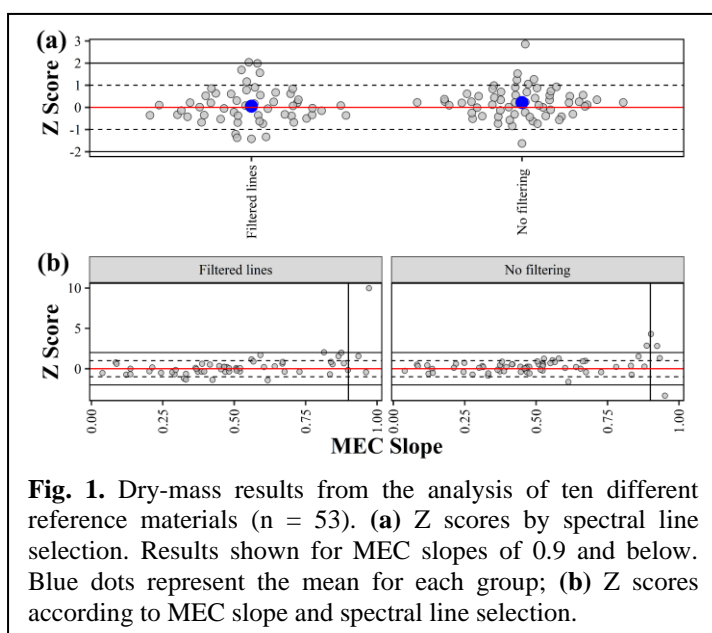 (a)
Z Score
3
2
1
0
-1
-2
Filtered lines
No filtering
(b)
Filtered lines
No filtering
Z Score
10
5
0
0.00
0.25
0.50
0.75
1.00
0.00
0.25
0.50
0.75
1.00
MEC Slope
Fig. 1. Dry-mass results from the analysis of ten different
reference materials (n = 53). (a) Z scores by spectral line
selection. Results shown for MEC slopes of 0.9 and below.
Blue dots represent the mean for each group; (b) Z scores
according to MEC slope and spectral line selection.